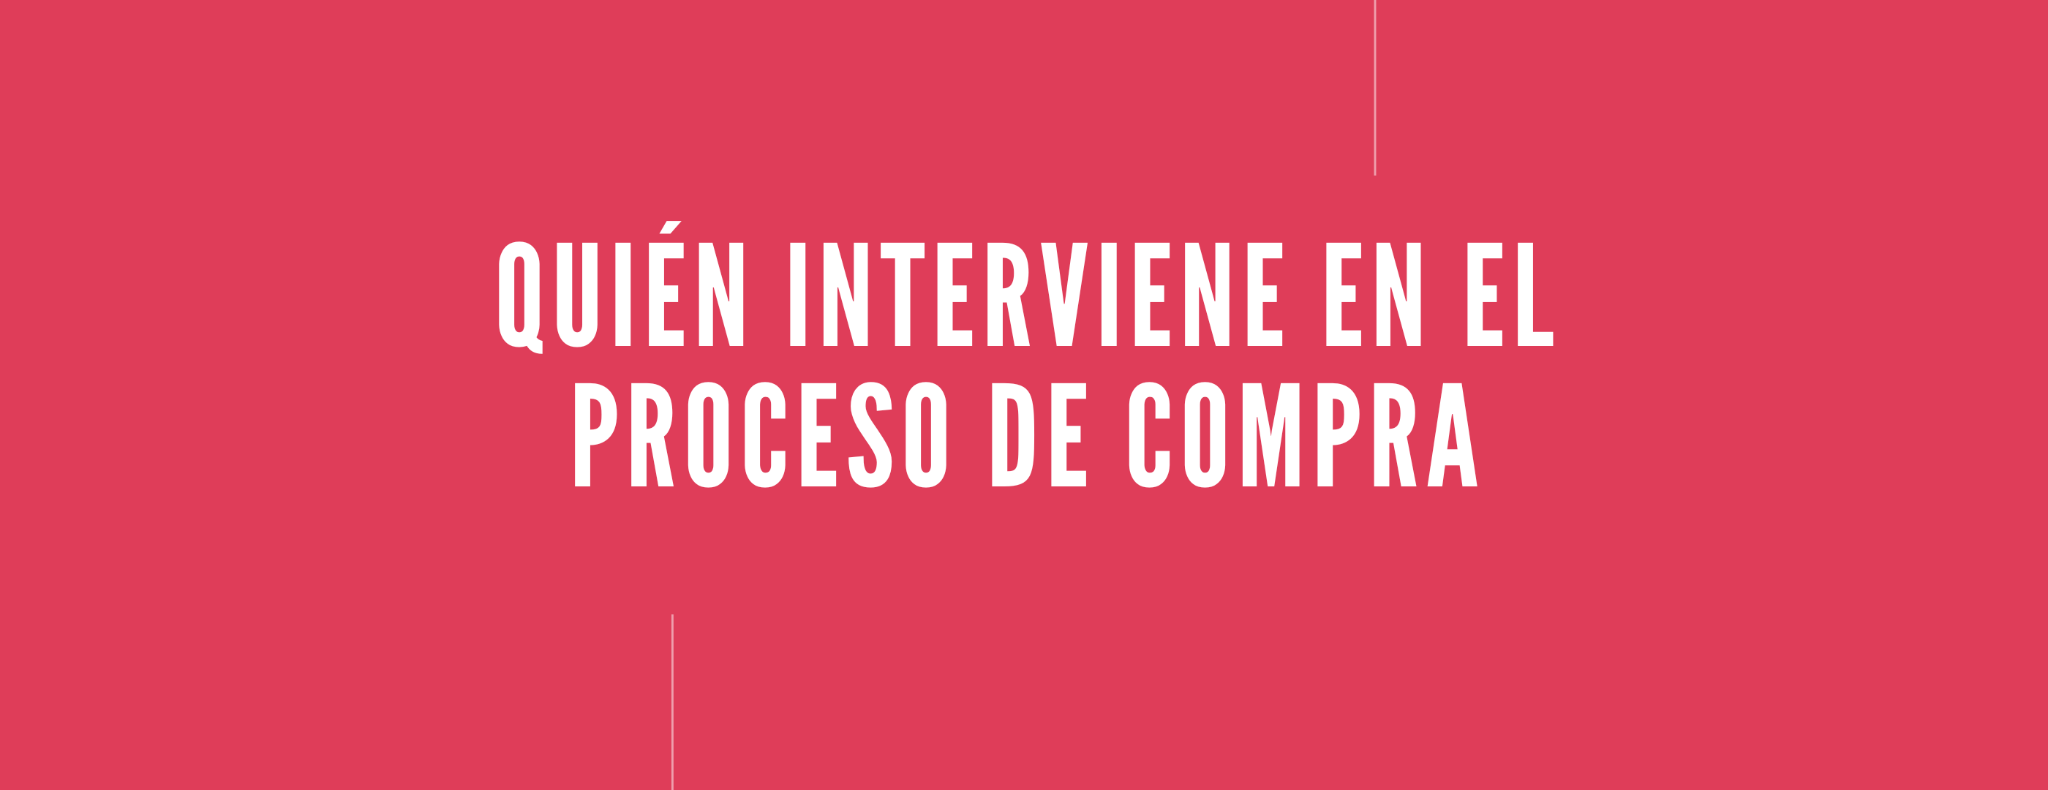 QUIÉN INTERVIENE EN EL
PROCESO DE COMPRA